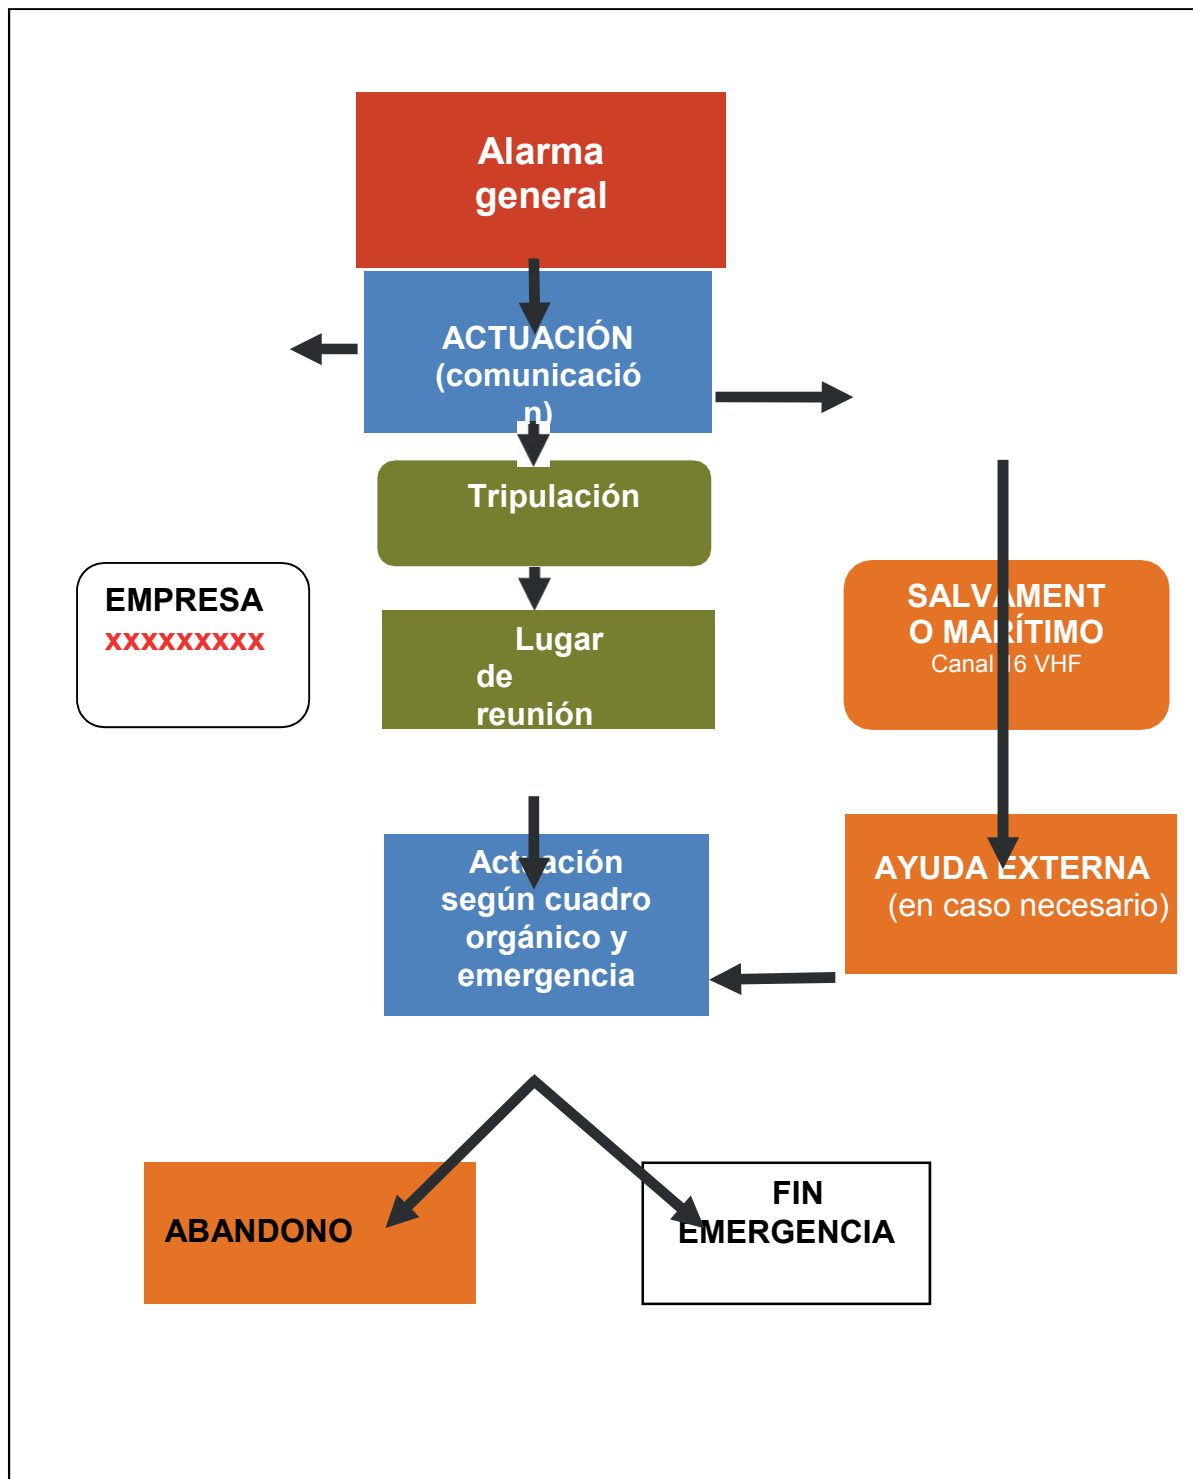 Alarma
general
ACTUACIÓN
(comunicació
n)
Tripulación
EMPRESA
xxxxxxxxx
Lugar
de
reunión
SALVAMENT
O MARÍTIMO
Canal 16 VHF
Actuación
según cuadro
orgánico y
emergencia
AYUDA EXTERNA
(en caso necesario)
ABANDONO
FIN
EMERGENCIA